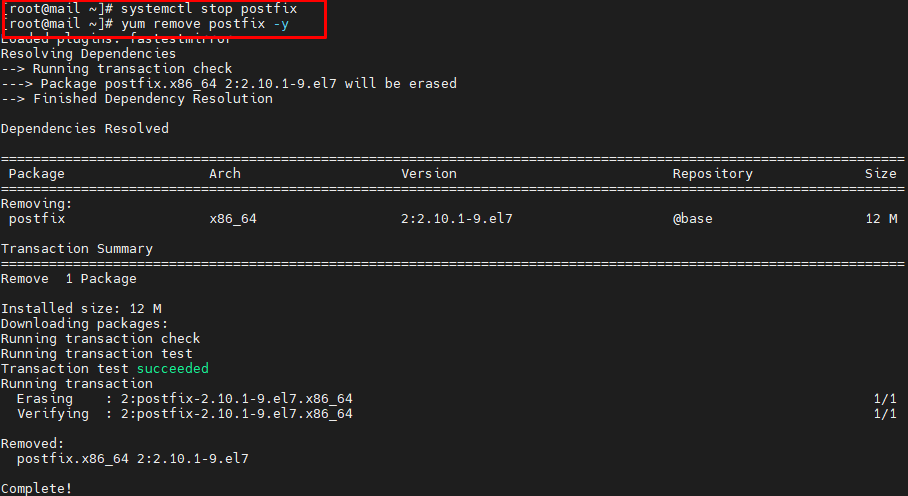 [root@mail ~]# systemctl stop postfix
[root@mail ~]# yum remove postfix -y
Loaded plugins: fastestmirror
Resolving Dependencies
--> Running transaction check
---> Package postfix.x86_64 2:2.10.1-9.el7 will be erased
--> Finished Dependency Resolution
Dependencies Resolved
================================================================================================================
Package Arch Version Repository Size
================================================================================================================
Removing:
postfix x86_64 2:2.10.1-9.el7 @base 12 M
Transaction Summary
================================================================================================================
Remove 1 Package
Installed size: 12 M
Downloading packages:
Running transaction check
Running transaction test
Transaction test succeeded
Running transaction
Erasing : 2:postfix-2.10.1-9.el7.x86_64 1/1
Verifying : 2:postfix-2.10.1-9.el7.x86_64 1/1
Removed:
postfix.x86_64 2:2.10.1-9.el7
Complete!